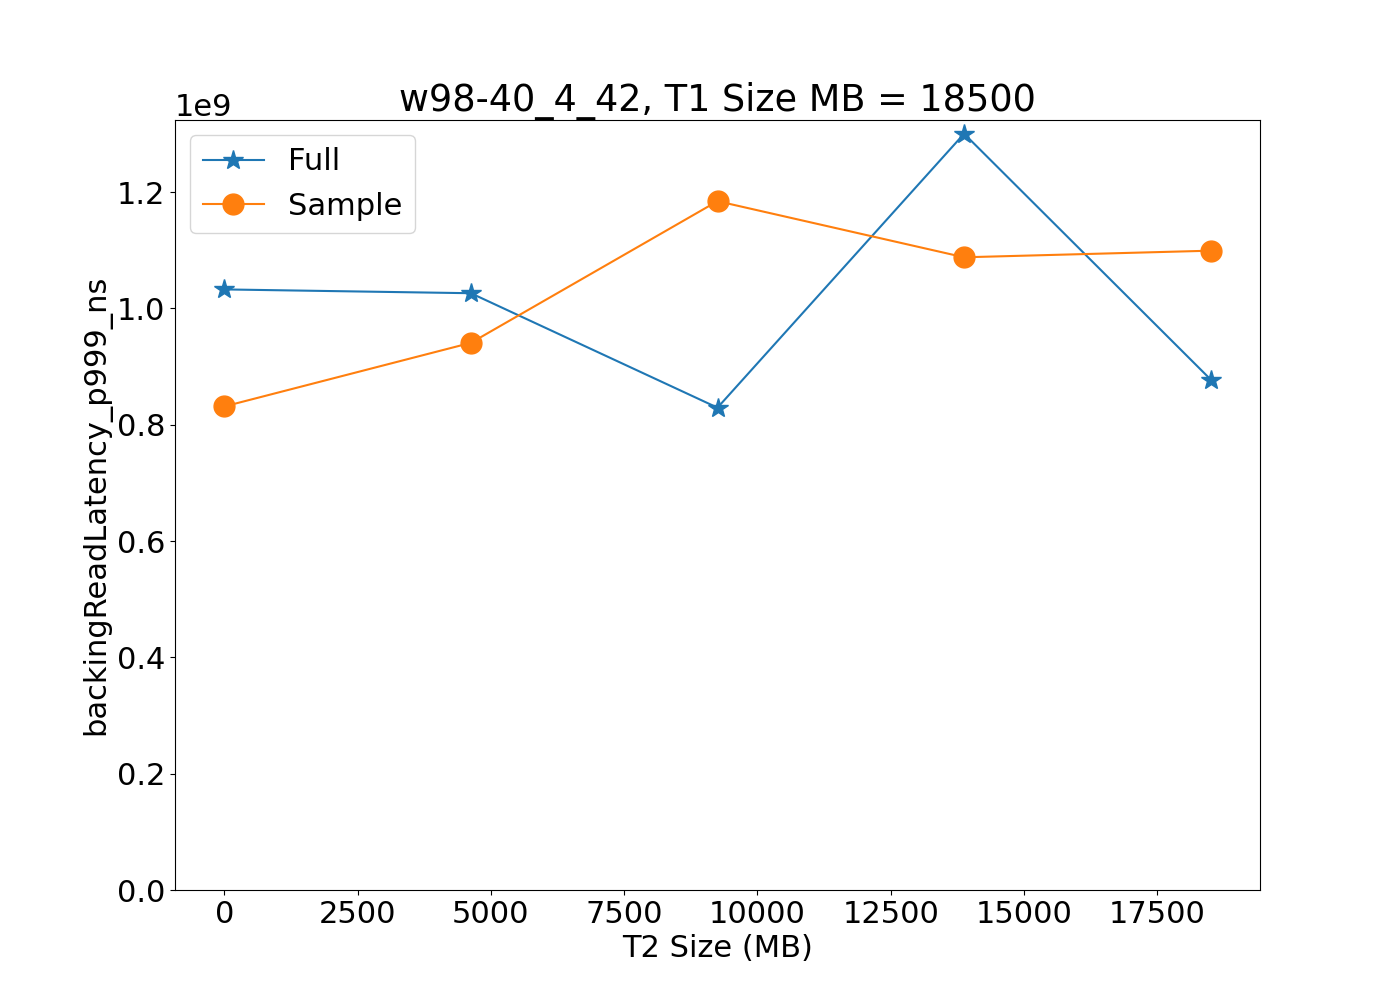 w98-40_4_42, T1 Size MB = 18500
1e9
Full
Sample
1.2
1.0
0.8
0.6
0.4
0.2
0.0
backingReadLatency_p999_ns
0 2500 5000 7500 10000 12500 15000 17500
T2 Size (MB)